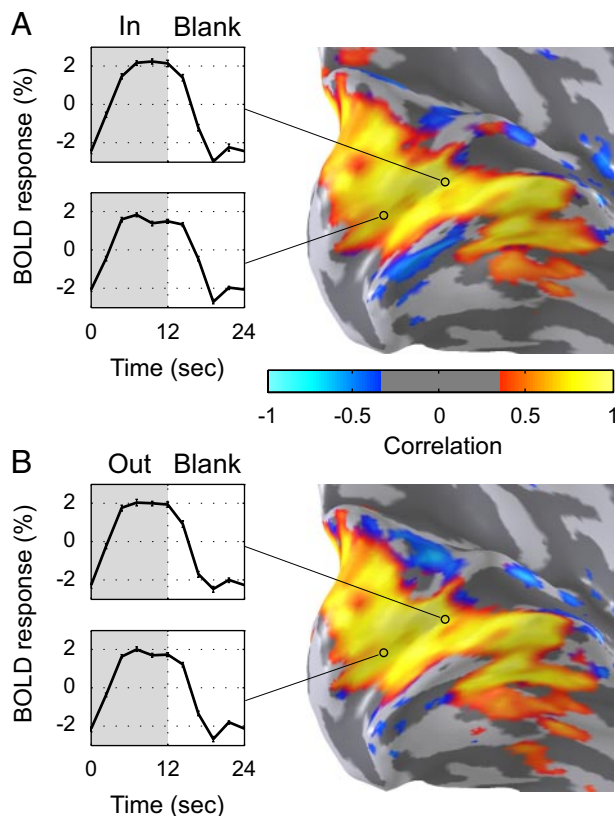 A
In Blank
BOLD response (%)
2
0
-2
2
0
-2
0 12 24
Time (sec)
-1 -0.5 0 0.5 1
Correlation
B
Out Blank
BOLD response (%)
2
0
-2
2
0
-2
0 12 24
Time (sec)